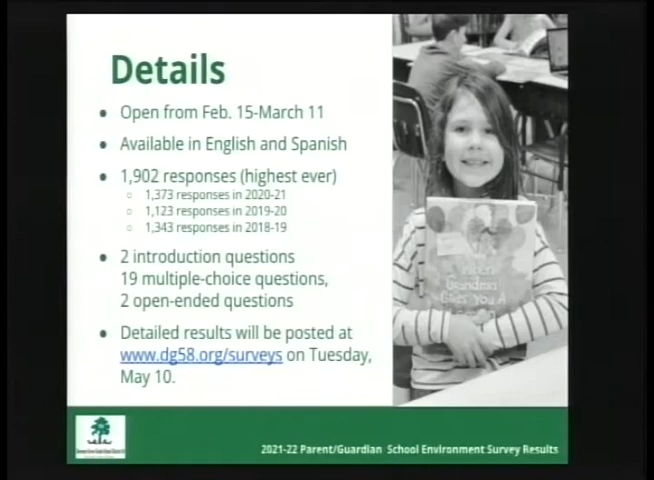 Details
• Open from Feb. 15-March 11
• Available in English and Spanish
• 1,902 responses (highest ever)
○ 1,373 responses in 2020-21
○ 1,123 responses in 2019-20
○ 1,343 responses in 2018-19
• 2 introduction questions
19 multiple-choice questions,
2 open-ended questions
• Detailed results will be posted at
www.dg58.org/surveys on Tuesday,
May 10.
When
Grandma
Gives You A
2021-22 Parent/Guardian School Environment Survey Results